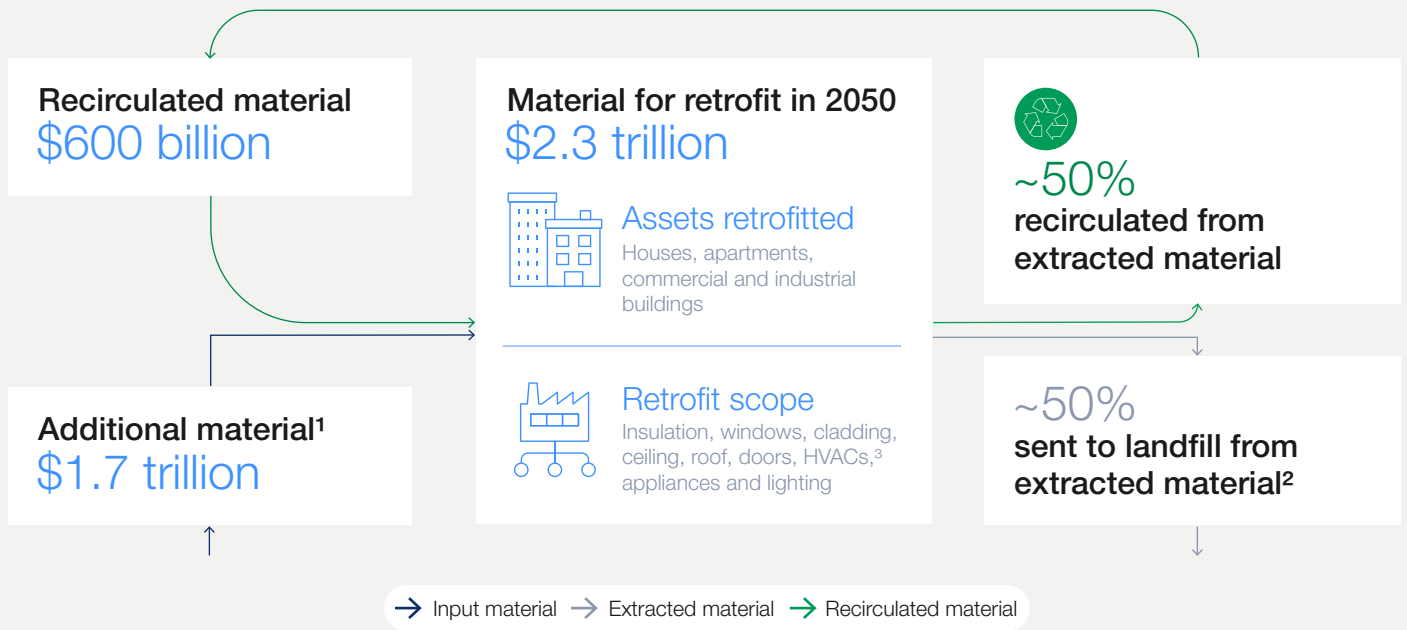 Recirculated material
$600 billion
Additional material¹
$1.7 trillion
Material for retrofit in 2050
$2.3 trillion
Assets retrofitted
Houses, apartments,
commercial and industrial
buildings
Retrofit scope
Insulation, windows, cladding,
ceiling, roof, doors, HVACs,³
appliances and lighting
~50%
recirculated from
extracted material
~50%
sent to landfill from
extracted material²
Input material
Extracted material
Recirculated material